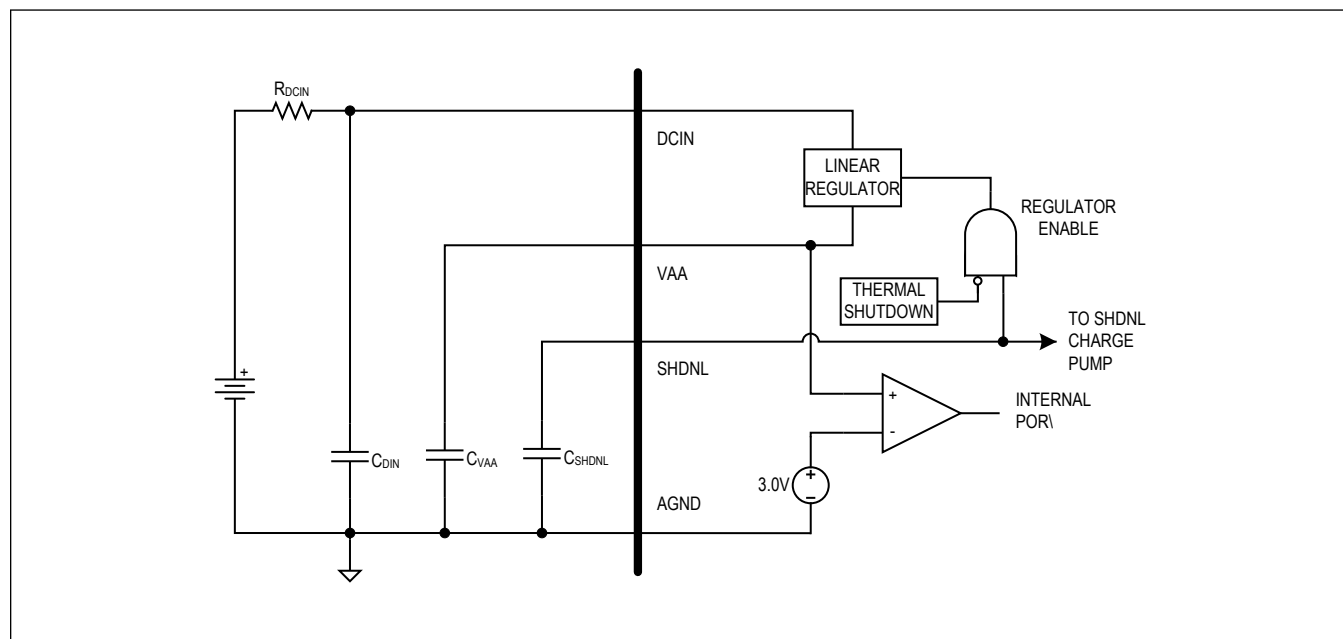 RDCIN
DCIN
LINEAR
REGULATOR
REGULATOR
ENABLE
VAA
THERMAL
SHUTDOWN
TO SHDNL
CHARGE
PUMP
SHDNL
+
+
-
INTERNAL
POR\
CDIN
CVAA
CSHDNL
3.0V
+
-
AGND